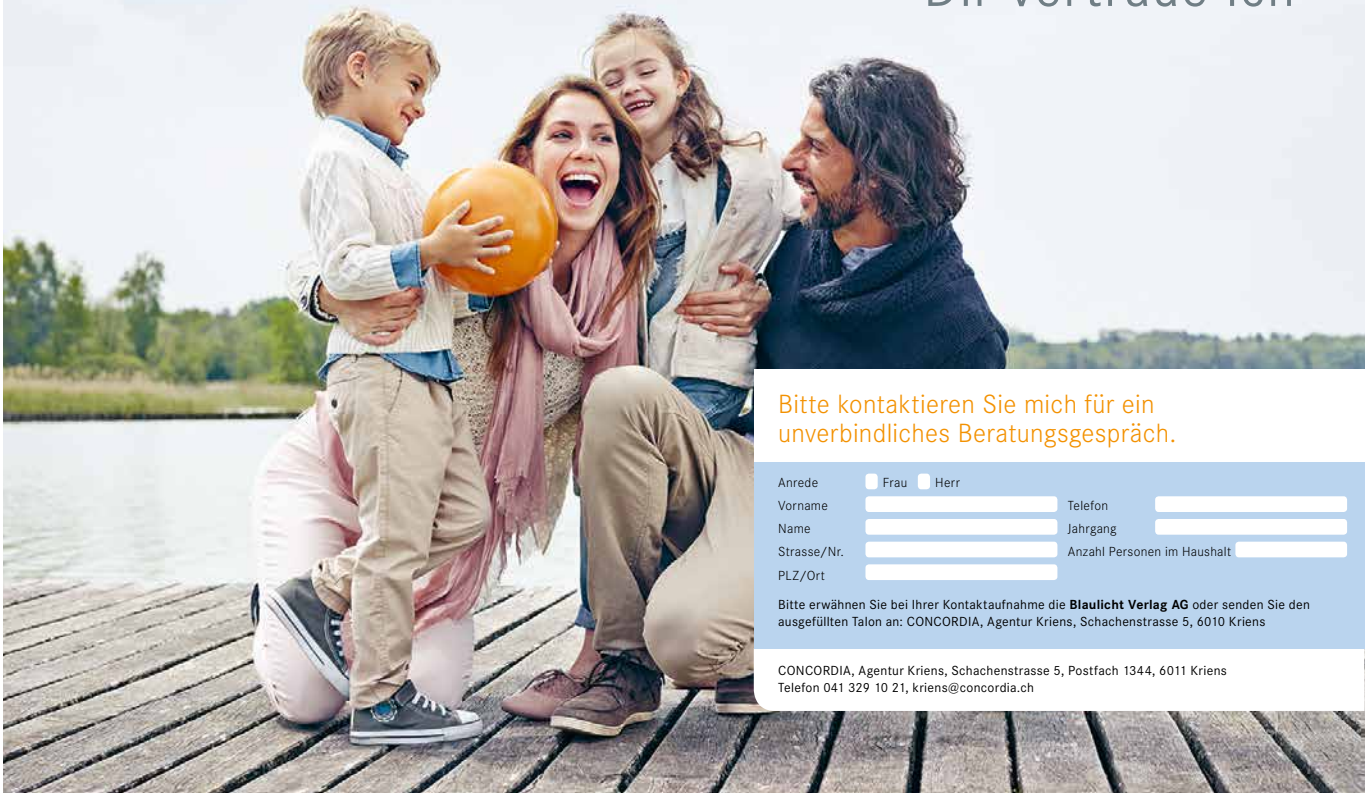 Dir vertraue ich
Bitte kontaktieren Sie mich für ein
unverbindliches Beratungsgespräch.
Anrede Frau Herr
Vorname
Telefon
Name
Jahrgang
Strasse/Nr.
Anzahl Personen im Haushalt
PLZ/Ort
Bitte erwähnen Sie bei Ihrer Kontaktaufnahme die Blaulicht Verlag AG oder senden Sie den
ausgefüllten Talon an: CONCORDIA, Agentur Kriens, Schachenstrasse 5, 6010 Kriens
CONCORDIA, Agentur Kriens, Schachenstrasse 5, Postfach 1344, 6011 Kriens
Telefon 041 329 10 21, kriens@concordia.ch